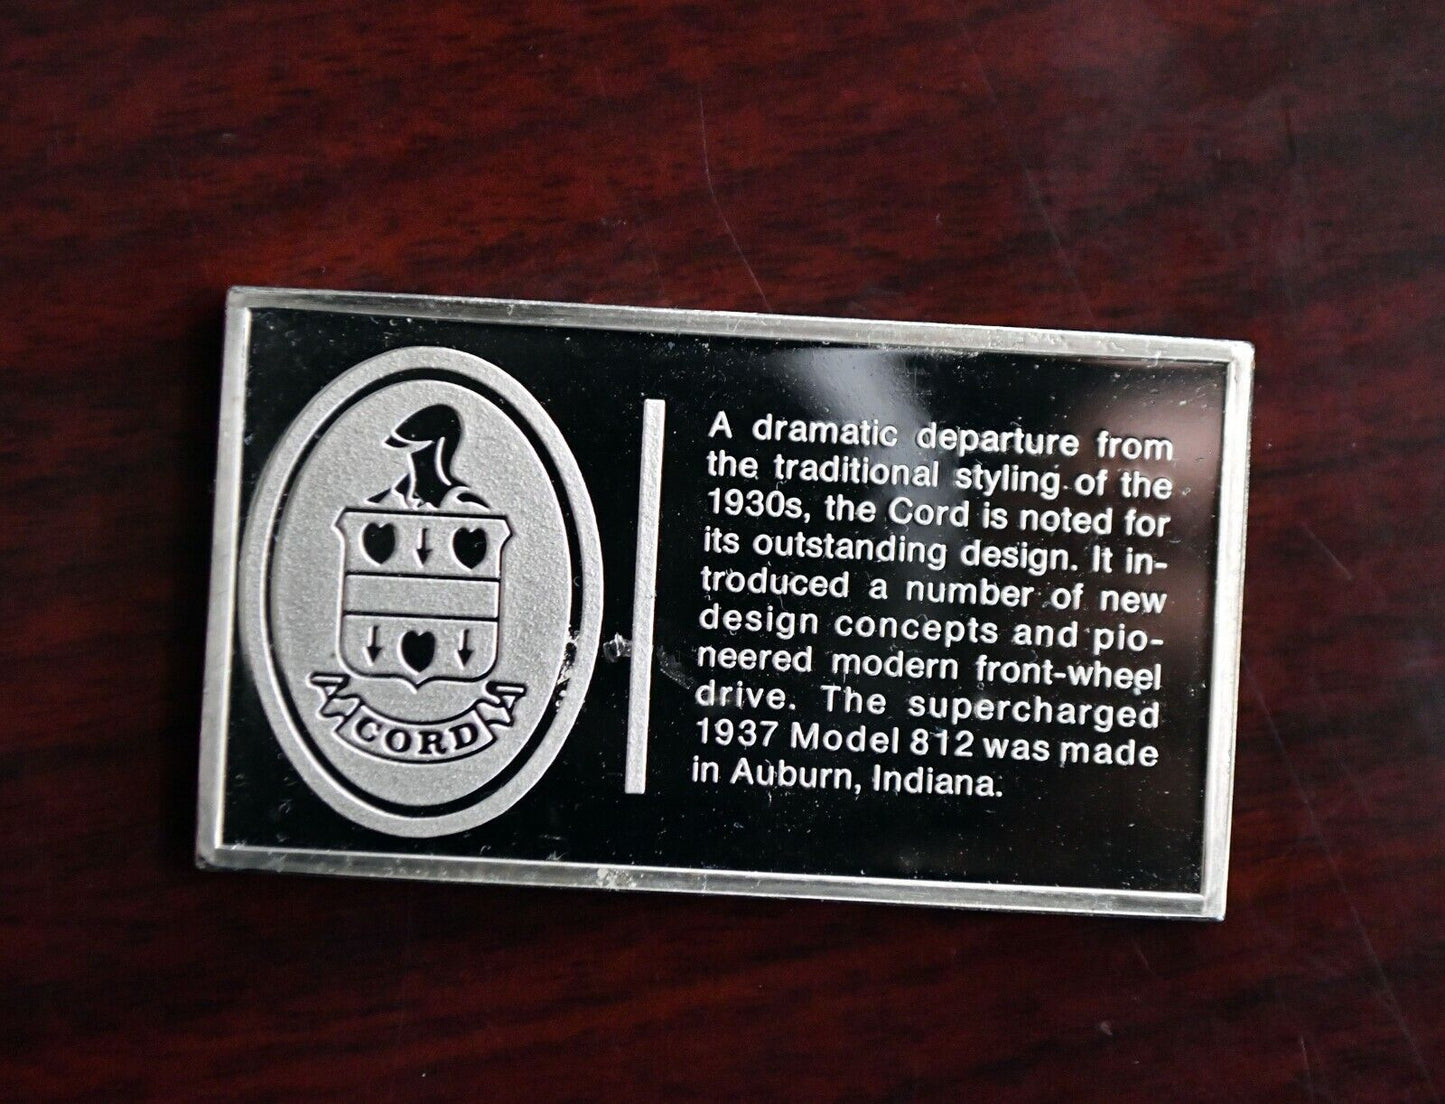 CORD
A dramatic departure from
the traditional styling of the
1930s, the Cord is noted for
its outstanding design. It in-
troduced a number of new
design concepts and pio-
neered modern front-wheel
drive. The supercharged
1937 Model 812 was made
in Auburn, Indiana.